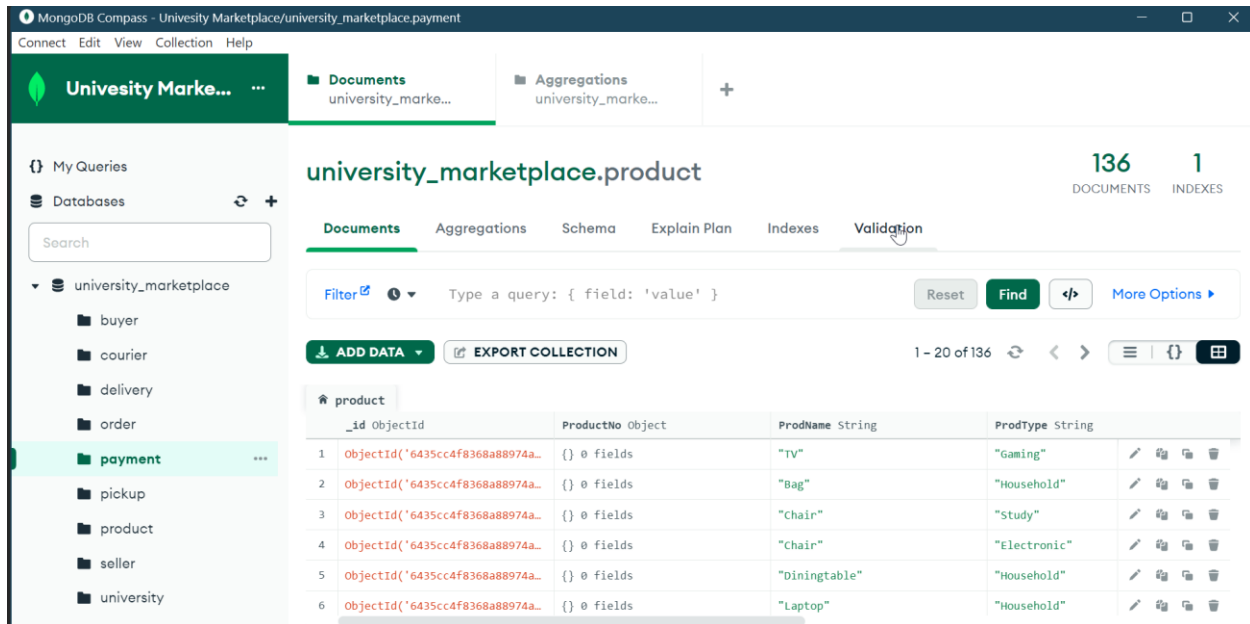 MongoDB Compass - Univesity Marketplace/university_marketplace.payment
Connect Edit View Collection Help
Univesity Marke... ...
Documents
university_marke...
Aggregations
university_marke...
+
{} My Queries
Databases
Search
university_marketplace
buyer
courier
delivery
order
payment ...
pickup
product
seller
university
university_marketplace.product
136
DOCUMENTS
1
INDEXES
Documents Aggregations Schema Explain Plan Indexes Validation
Filter Type a query: { field: 'value' } Reset Find </> More Options
ADD DATA EXPORT COLLECTION 1 – 20 of 136 {}
product
_id ObjectId ProductNo Object ProdName String ProdType String
1 ObjectId('6435cc4f8368a88974a… {} 0 fields "TV" "Gaming"
2 ObjectId('6435cc4f8368a88974a… {} 0 fields "Bag" "Household"
3 ObjectId('6435cc4f8368a88974a… {} 0 fields "Chair" "Study"
4 ObjectId('6435cc4f8368a88974a… {} 0 fields "Chair" "Electronic"
5 ObjectId('6435cc4f8368a88974a… {} 0 fields "Diningtable" "Household"
6 ObjectId('6435cc4f8368a88974a… {} 0 fields "Laptop" "Household"